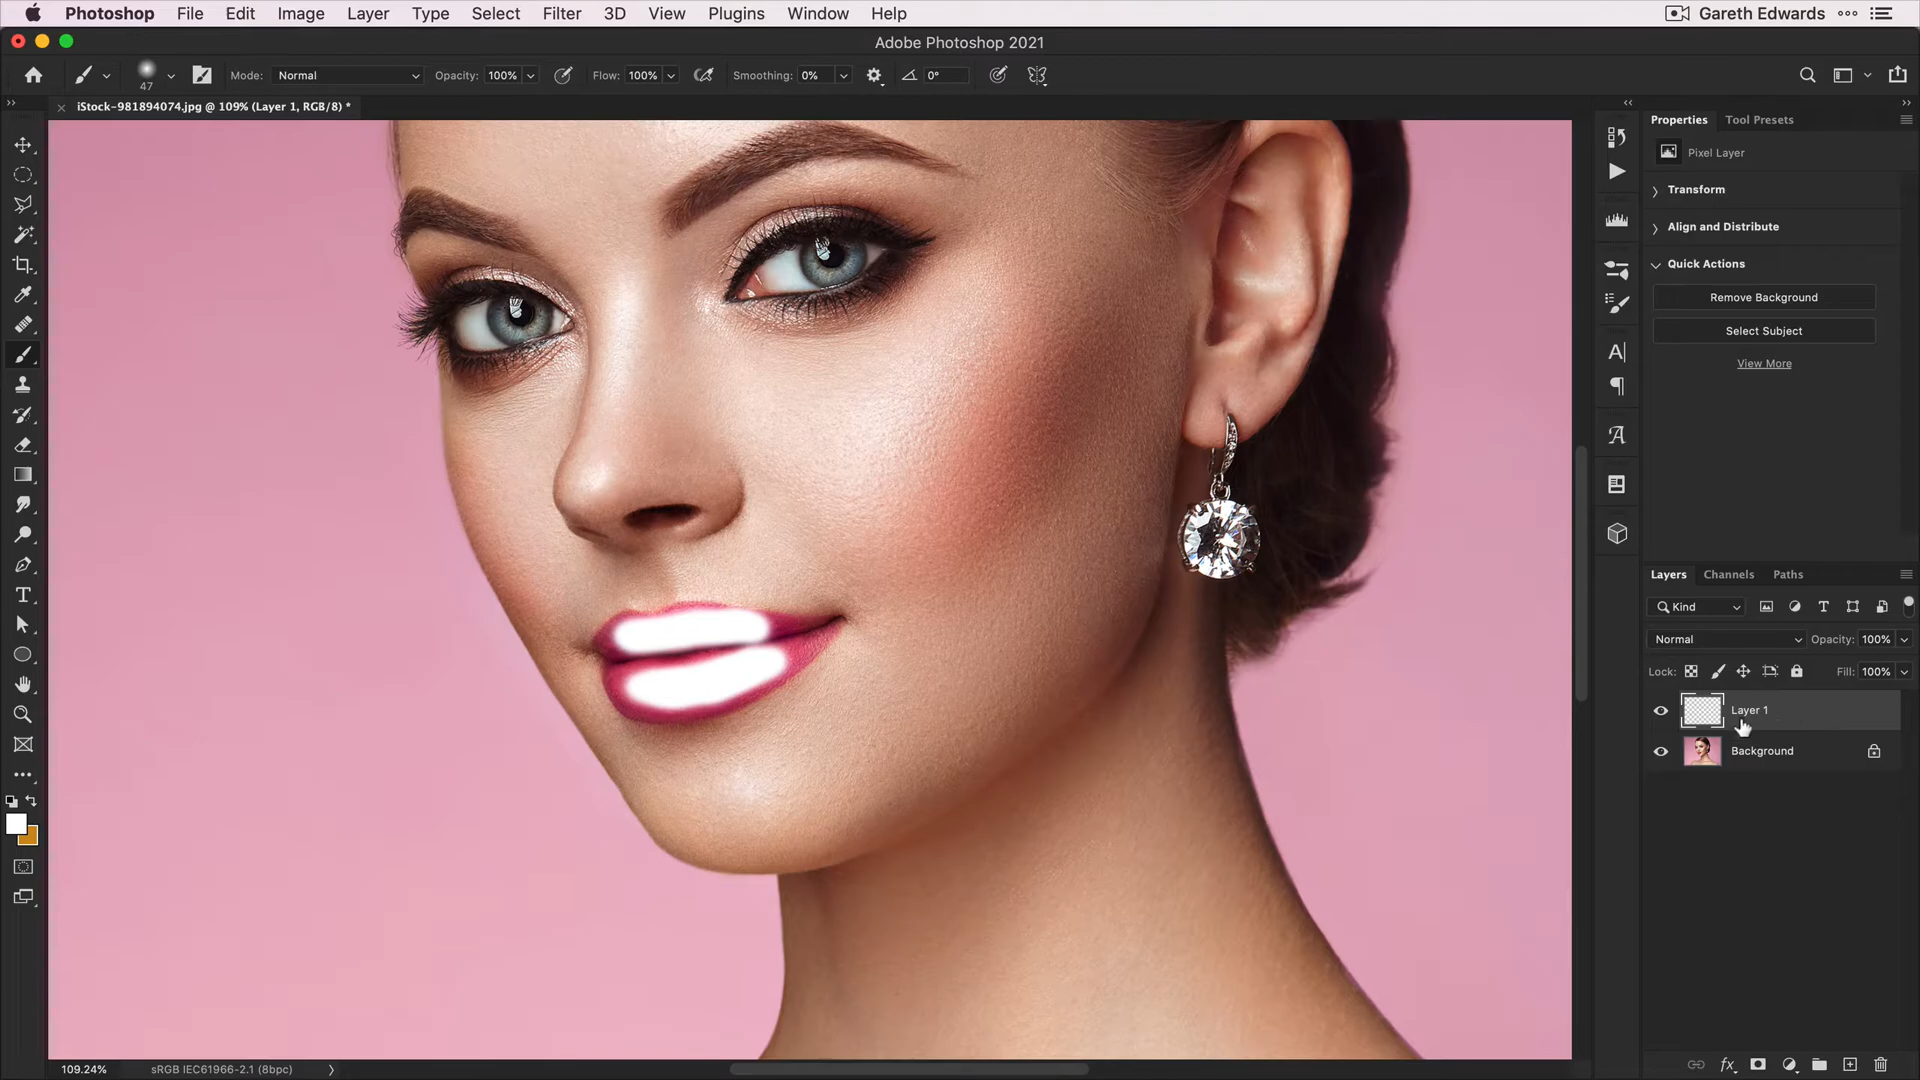 Photoshop File Edit Image Layer Type Select Filter 3D View Plugins Window Help Gareth Edwards
Adobe Photoshop 2021
47 Mode: Normal Opacity: 100% Flow: 100% Smoothing: 0% 0°
iStock-981894074.jpg @ 109% (Layer 1, RGB/8) *
Properties Tool Presets
Pixel Layer
Transform
Align and Distribute
Quick Actions
Remove Background
Select Subject
View More
Layers Channels Paths
Kind
Normal Opacity: 100%
Lock: Fill: 100%
Layer 1
Background
109.24% sRGB IEC61966-2.1 (8bpc)